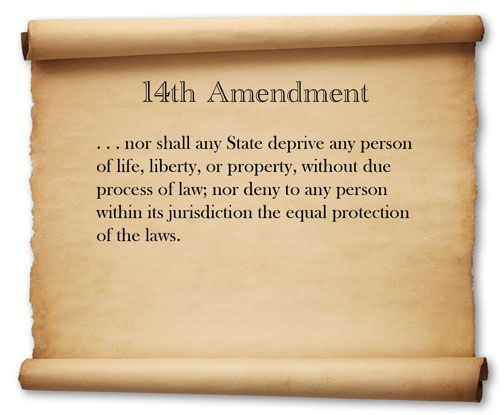 14th Amendment
. . . nor shall any State deprive any person
of life, liberty, or property, without due
process of law; nor deny to any person
within its jurisdiction the equal protection
of the laws.